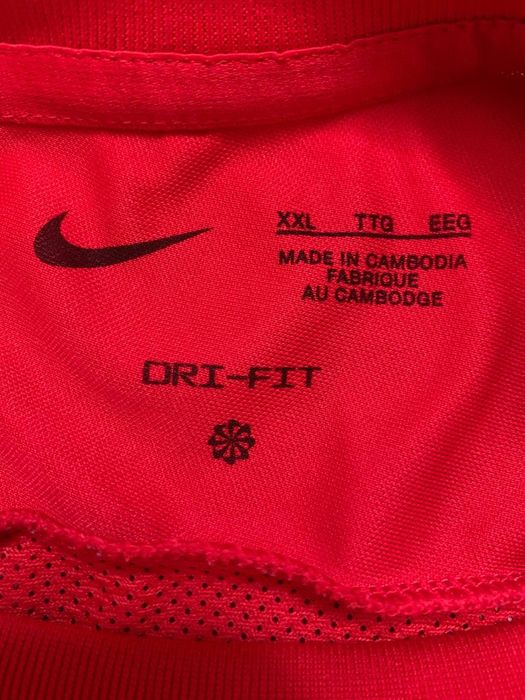 XXL TTG EEG
MADE IN CAMBODIA
FABRIQUE
AU CAMBODGE
DRI-FIT